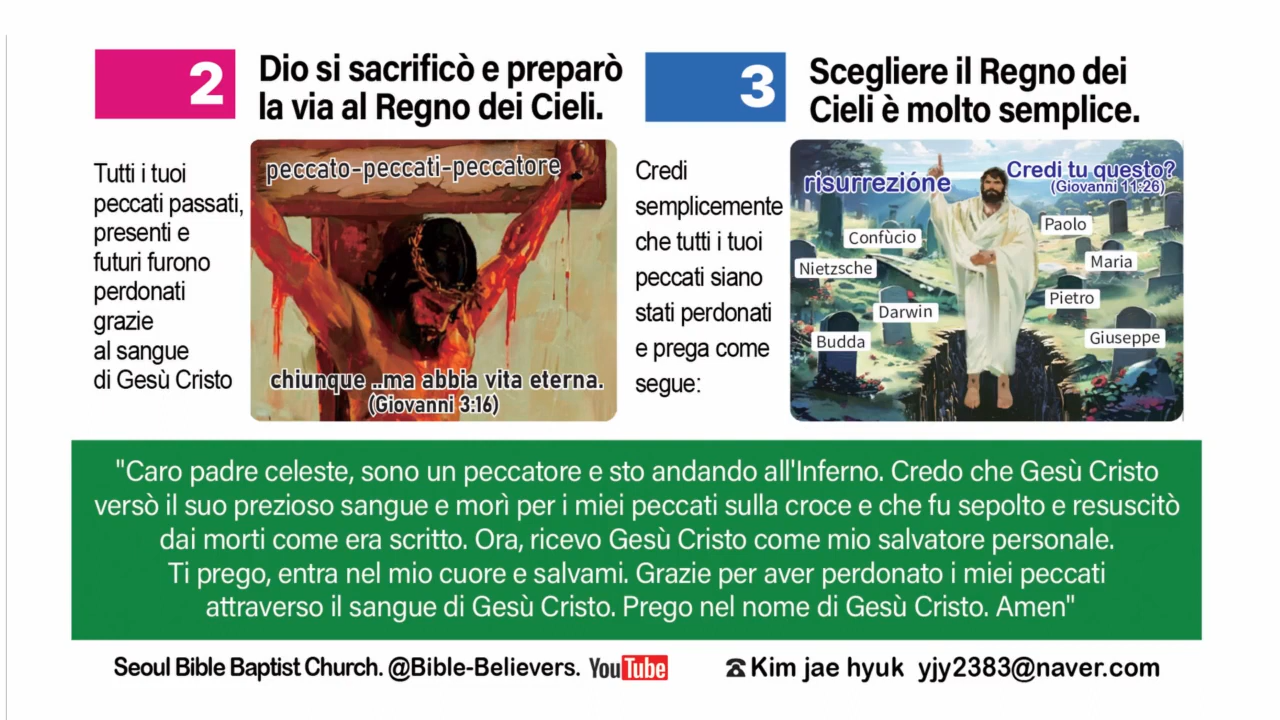 2
Dio si sacrificò e preparò
la via al Regno dei Cieli.
Tutti i tuoi
peccati passati,
presenti e
futuri furono
perdonati
grazie
al sangue
di Gesù Cristo
peccato-peccati-peccatore
chiunque ..ma abbia vita eterna.
(Giovanni 3:16)
3
Scegliere il Regno dei
Cieli è molto semplice.
Credi
semplicemente
che tutti i tuoi
peccati siano
stati perdonati
e prega come
segue:
risurrezióne
Credi tu questo?
(Giovanni 11:26)
Confùcio
Paolo
Nietzsche
Maria
Darwin
Pietro
Budda
Giuseppe
"Caro padre celeste, sono un peccatore e sto andando all'Inferno. Credo che Gesù Cristo
versò il suo prezioso sangue e morì per i miei peccati sulla croce e che fu sepolto e resuscitò
dai morti come era scritto. Ora, ricevo Gesù Cristo come mio salvatore personale.
Ti prego, entra nel mio cuore e salvami. Grazie per aver perdonato i miei peccati
attraverso il sangue di Gesù Cristo. Prego nel nome di Gesù Cristo. Amen"
Seoul Bible Baptist Church. @Bible-Believers. YouTube
☎Kim jae hyuk yjy2383@naver.com